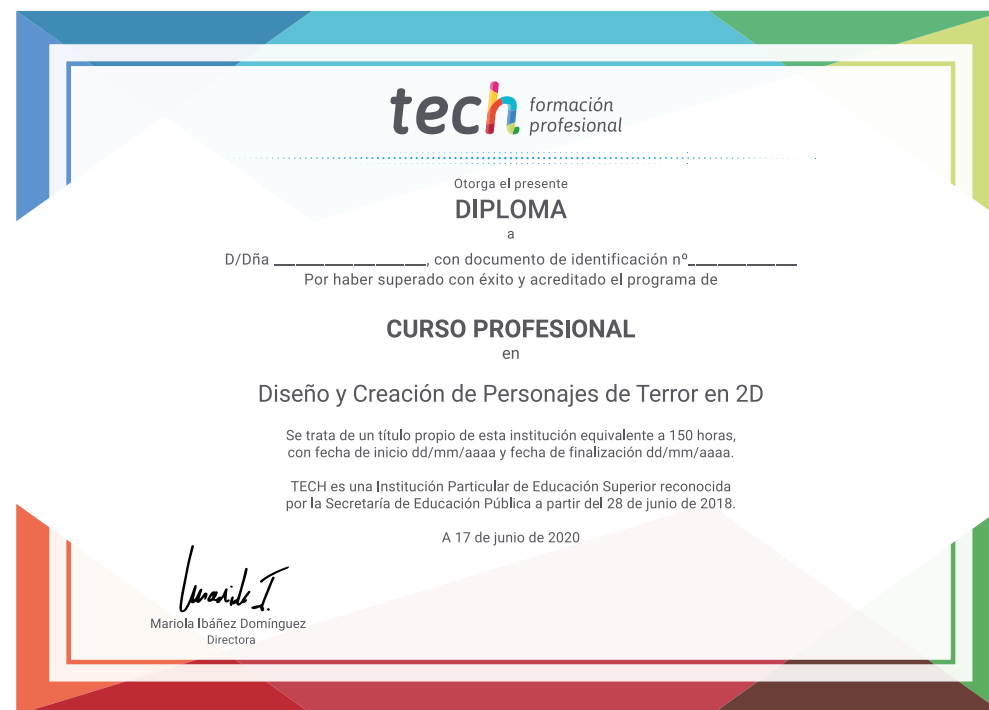 tech formación
profesional
Otorga el presente
DIPLOMA
a
D/Dña _________________, con documento de identificación nº____________
Por haber superado con éxito y acreditado el programa de
CURSO PROFESIONAL
en
Diseño y Creación de Personajes de Terror en 2D
Se trata de un título propio de esta institución equivalente a 150 horas,
con fecha de inicio dd/mm/aaaa y fecha de finalización dd/mm/aaaa.
TECH es una Institución Particular de Educación Superior reconocida
por la Secretaría de Educación Pública a partir del 28 de junio de 2018.
A 17 de junio de 2020
Mariola Ibáñez Domínguez
Directora